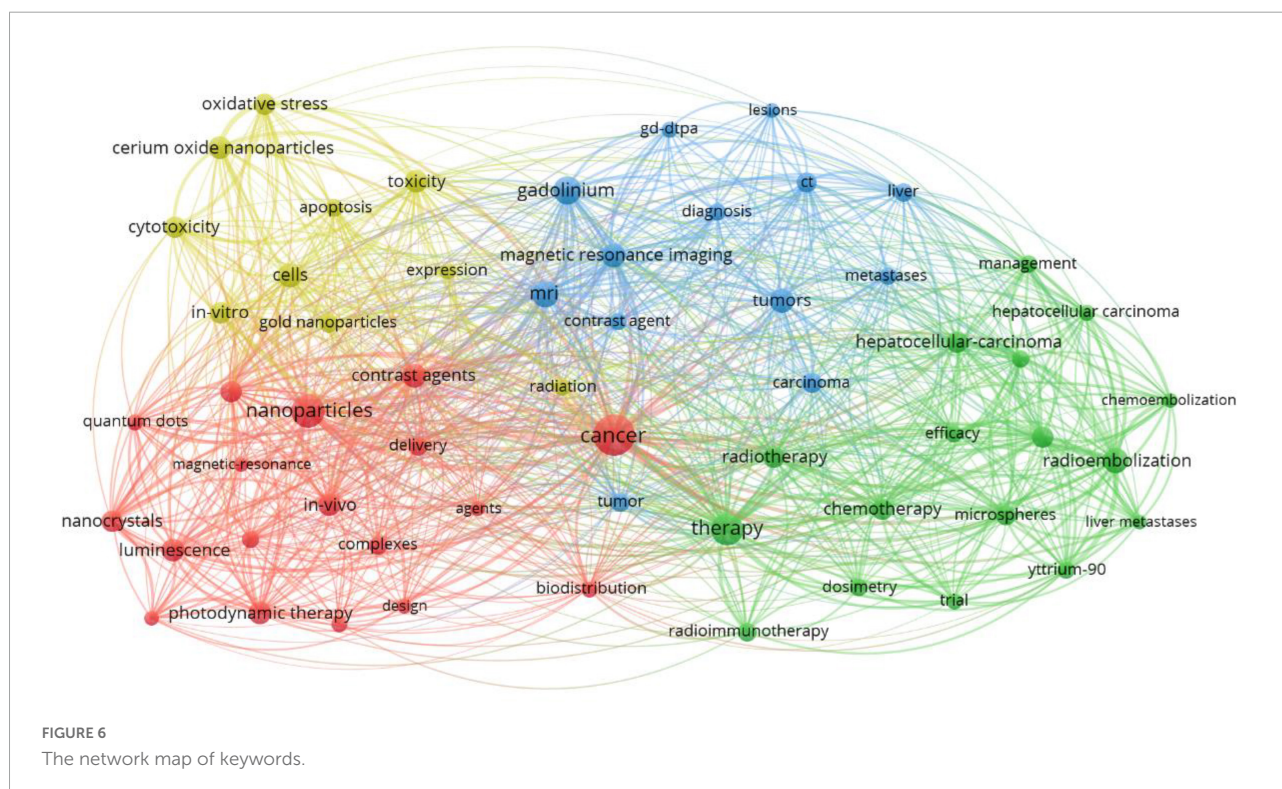 oxidative stress
lesions
gd-dtpa
cerium oxide nanoparticles
toxicity
ct
gadolinium
liver
apoptosis
diagnosis
cytotoxicity
magnetic resonance imaging
management
expression
cells
metastases
mri
tumors
in-vitro
hepatocellular carcinoma
gold nanoparticles
contrast agent
hepatocellular-carcinoma
contrast agents
radiation
carcinoma
chemoembolization
nanoparticles
quantum dots
cancer
efficacy
delivery
radiotherapy
radioembolization
magnetic-resonance
in-vivo
tumor
agents
chemotherapy
microspheres
nanocrystals
liver metastases
therapy
luminescence
complexes
yttrium-90
biodistribution
dosimetry
trial
photodynamic therapy
design
radioimmunotherapy
FIGURE 6
The network map of keywords.